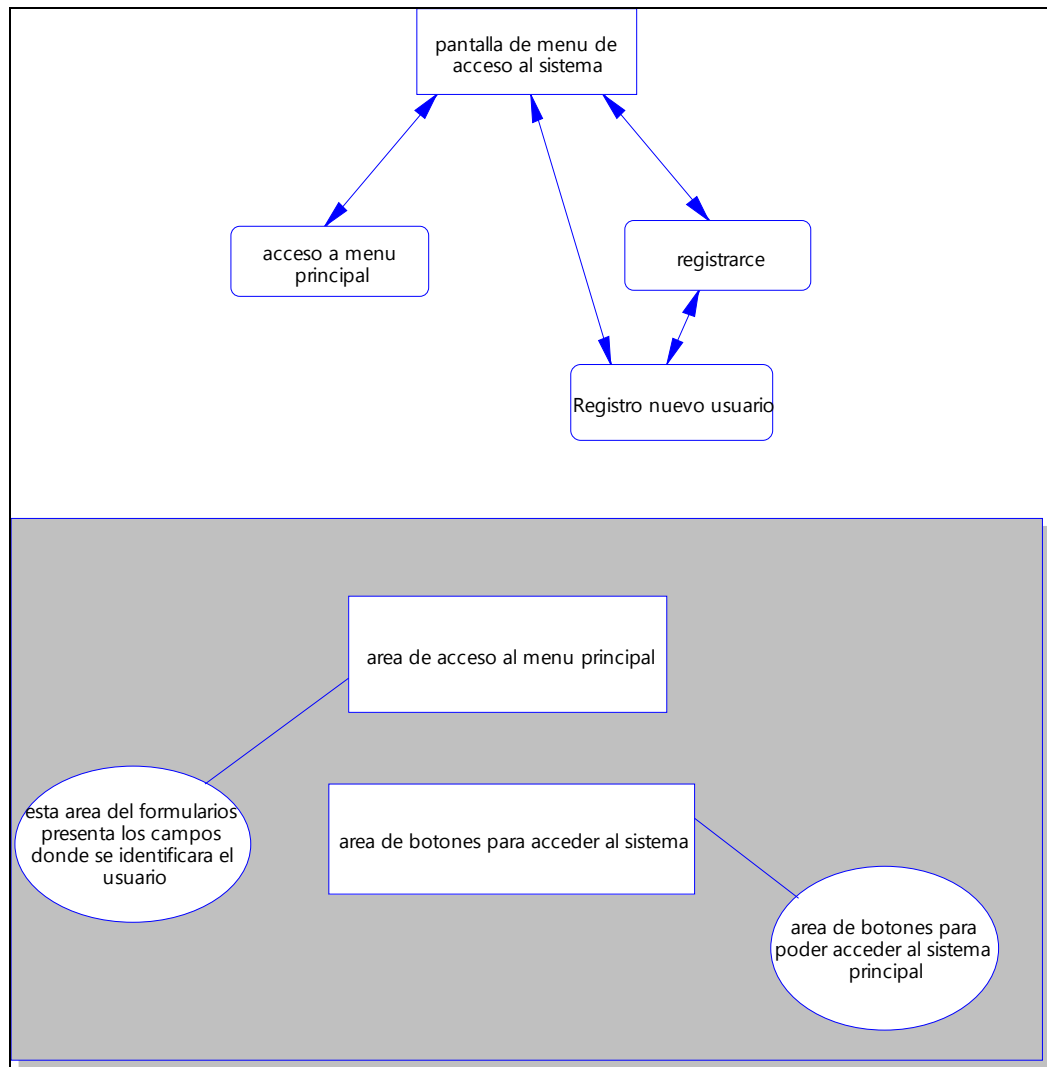 pantalla de menu de
acceso al sistema
acceso a menu
principal
registrarce
Registro nuevo usuario
area de acceso al menu principal
esta area del formularios
presenta los campos
donde se identificara el
usuario
area de botones para acceder al sistema
area de botones para
poder acceder al sistema
principal